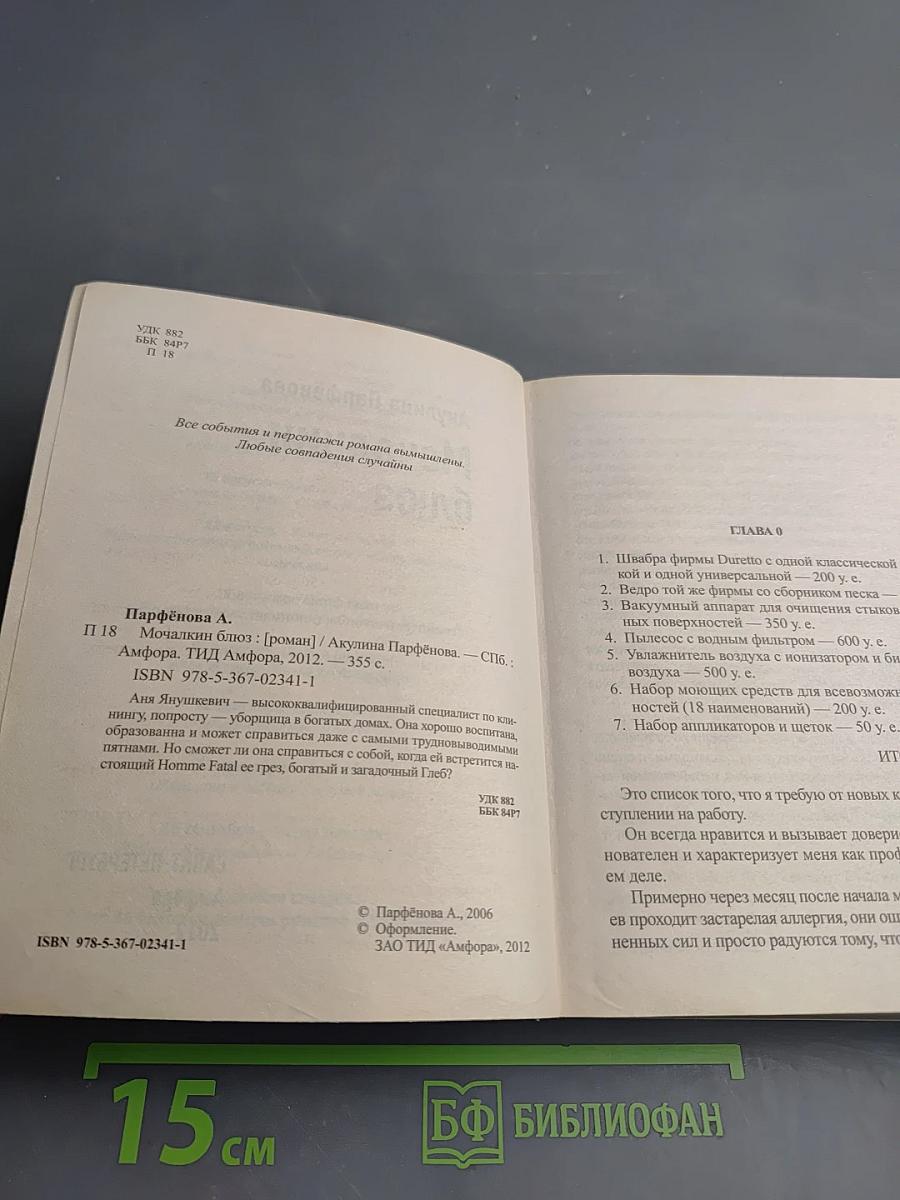 УДК 882
ББК 84Р7
П 18
Все события и персонажи романа вымышлены.
Любые совпадения случайны
Парфёнова А.
П 18 Мочалкин блюз : [роман] / Акулина Парфёнова. — СПб. :
Амфора. ТИД Амфора, 2012. — 355 с.
ISBN 978-5-367-02341-1
Аня Янушкевич — высококвалифицированный специалист по кли-
нингу, попросту — уборщица в богатых домах. Она хорошо воспитана,
образованна и может справиться даже с самыми трудновыводимыми
пятнами. Но сможет ли она справиться с собой, когда ей встретится на-
стоящий Homme Fatal ее грез, богатый и загадочный Глеб?
УДК 882
ББК 84Р7
© Парфёнова А., 2006
© Оформление.
ЗАО ТИД «Амфора», 2012
ISBN 978-5-367-02341-1
ГЛАВА 0
1. Швабра фирмы Duretto с одной классической
кой и одной универсальной — 200 у. е.
2. Ведро той же фирмы со сборником песка —
3. Вакуумный аппарат для очищения стыков
ных поверхностей — 350 у. е.
4. Пылесос с водным фильтром — 600 у. е.
5. Увлажнитель воздуха с ионизатором и би
воздуха — 500 у. е.
6. Набор моющих средств для всевозможн
ностей (18 наименований) — 200 у. е.
7. Набор аппликаторов и щеток — 50 у. е.
ИТ
Это список того, что я требую от новых к
ступлении на работу.
Он всегда нравится и вызывает довери
нователен и характеризует меня как проф
ем деле.
Примерно через месяц после начала м
ев проходит застарелая аллергия, они ощ
ненных сил и просто радуются тому, что
15 см
БФ БИБЛИОФАН